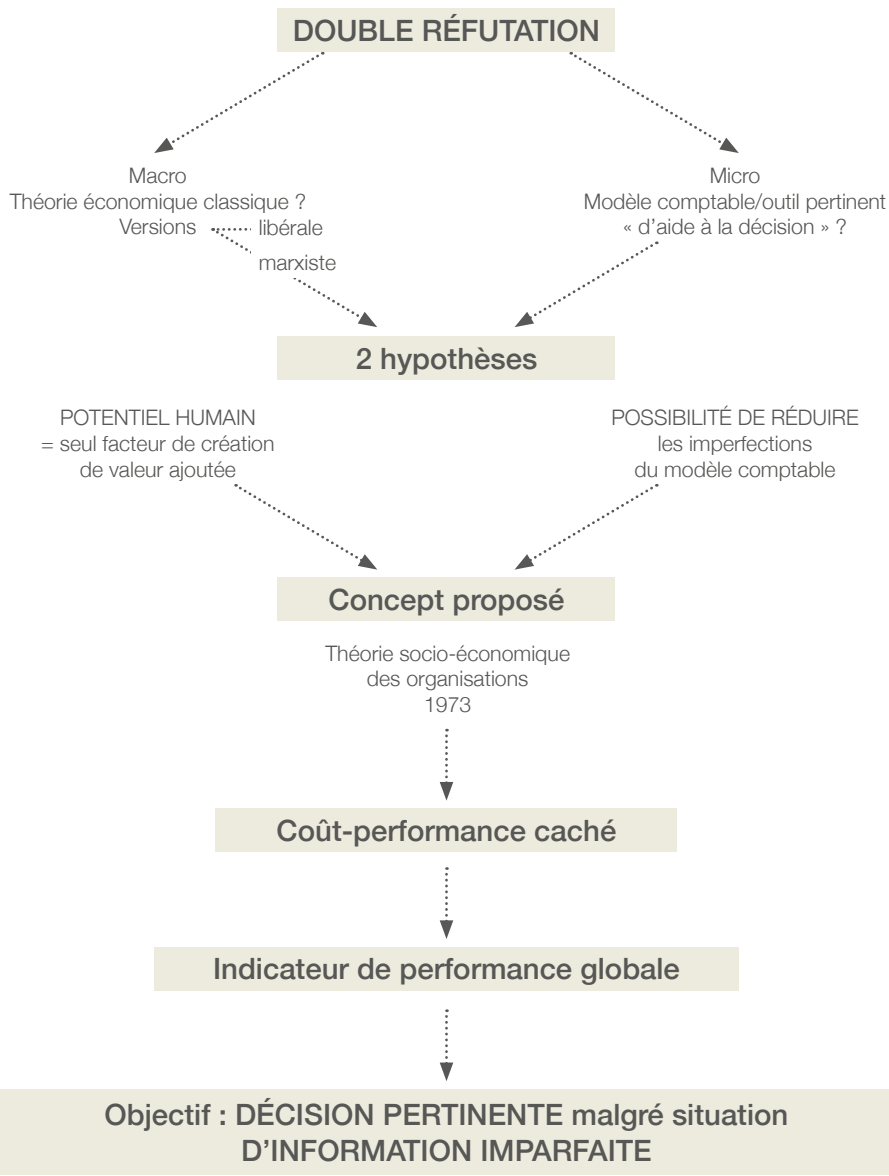 DOUBLE RÉFUTATION
Macro
Théorie économique classique ?
Versions libérale
marxiste
Micro
Modèle comptable/outil pertinent
« d’aide à la décision » ?
2 hypothèses
POTENTIEL HUMAIN
= seul facteur de création
de valeur ajoutée
POSSIBILITÉ DE RÉDUIRE
les imperfections
du modèle comptable
Concept proposé
Théorie socio-économique
des organisations
1973
Coût-performance caché
Indicateur de performance globale
Objectif : DÉCISION PERTINENTE malgré situation
D’INFORMATION IMPARFAITE